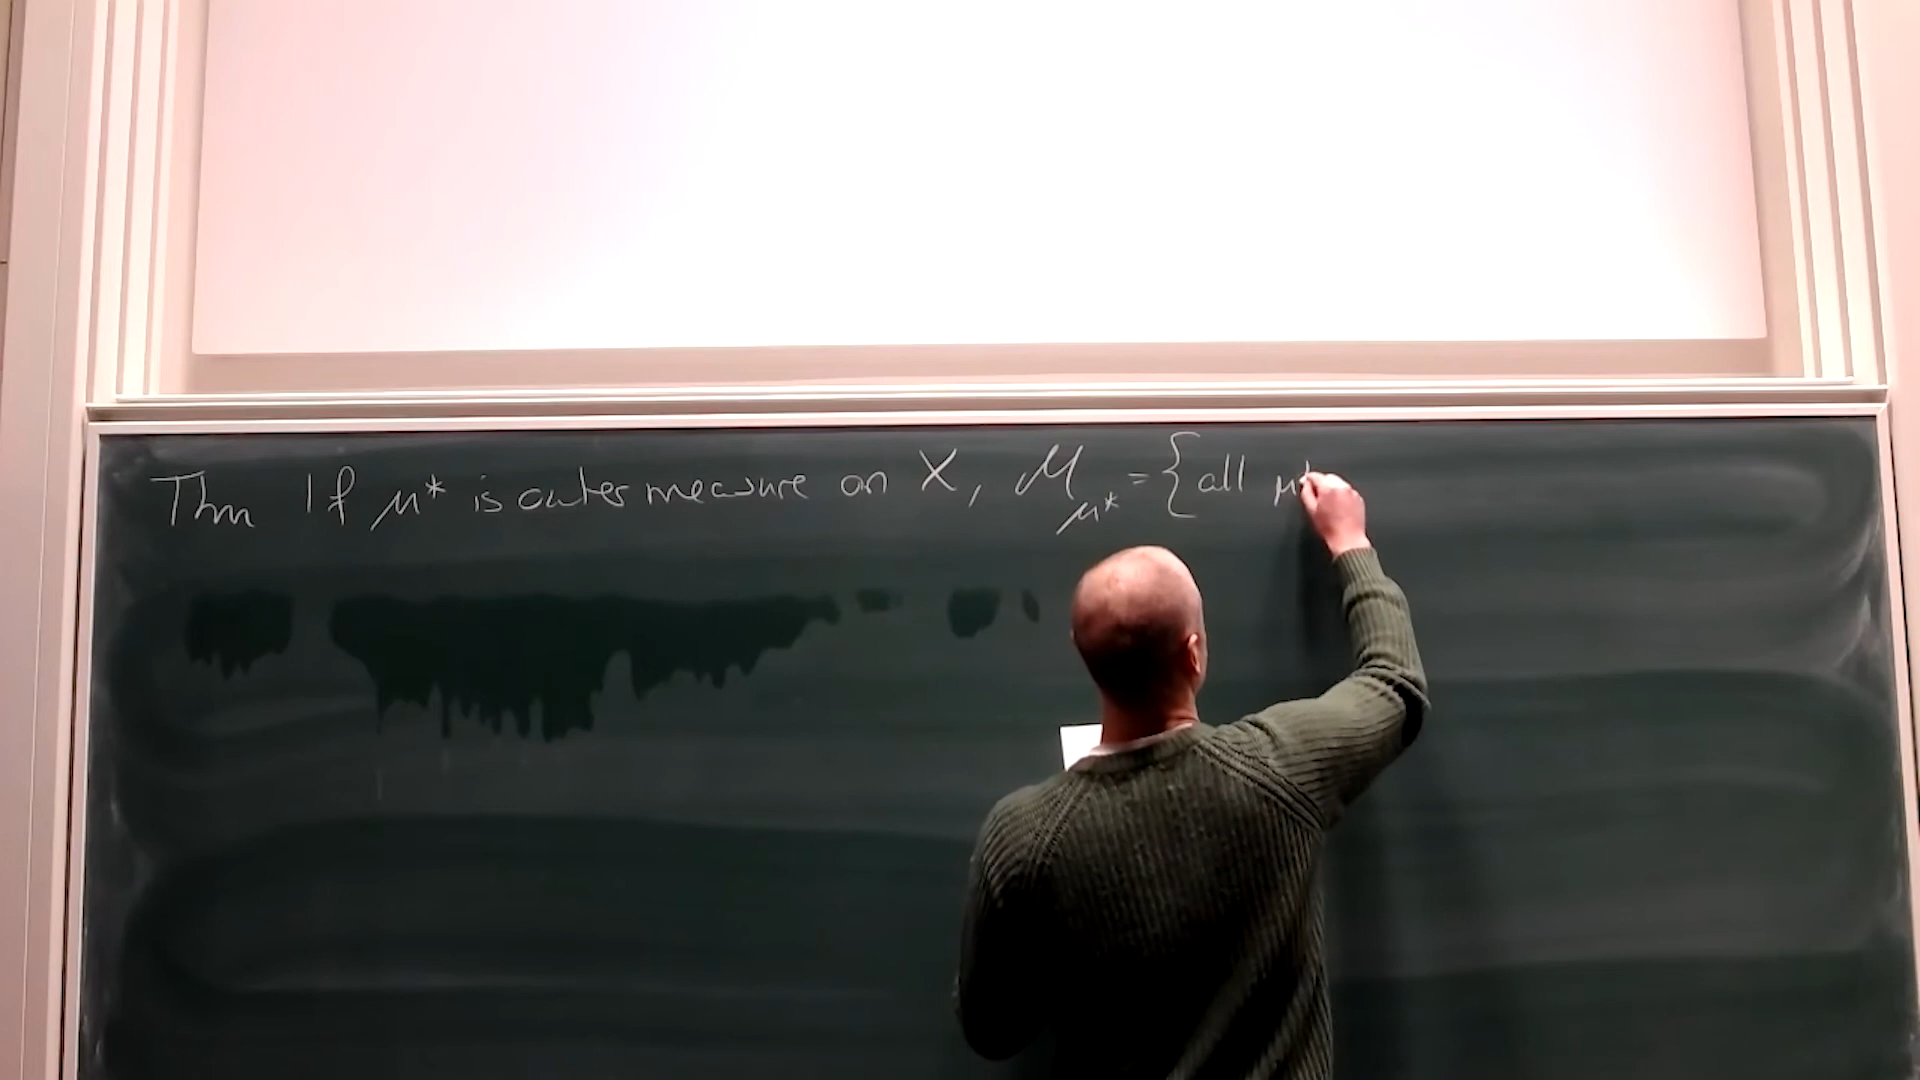 Thm If μ* is outer measure on X, M_μ* = {all μ*